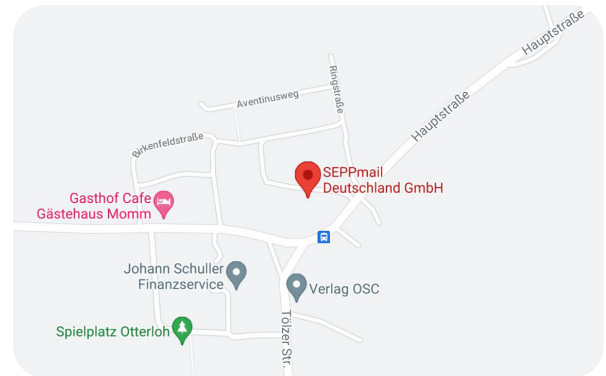 Hauptstraße
Ringstraße
Aventinusweg
Hauptstraße
Birkenfeldstraße
SEPPmail
Deutschland GmbH
Gasthof Cafe
Gästehaus Momm
Johann Schuller
Finanzservice
Verlag OSC
Spielplatz Otterloh
Tölzer Str.